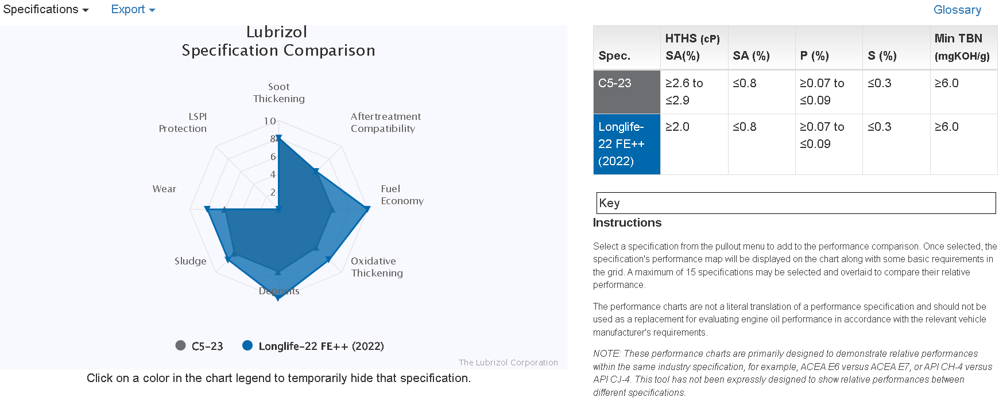 Specifications
Export
Glossary
Lubrizol
Specification Comparison
Soot
Thickening
LSPI
Protection
Aftertreatment
Compatibility
10
8
6
4
2
Wear
Fuel
Economy
Sludge
Oxidative
Thickening
Deposits
C5-23
Longlife-22 FE++ (2022)
The Lubrizol Corporation
Click on a color in the chart legend to temporarily hide that specification.
Spec. HTHS (cP) SA(%) SA (%) P (%) S (%) Min TBN (mgKOH/g)
C5-23 ≥2.6 to ≤2.9 ≤0.8 ≥0.07 to ≤0.09 ≤0.3 ≥6.0
Longlife-22 FE++ (2022) ≥2.0 ≤0.8 ≥0.07 to ≤0.09 ≤0.3 ≥6.0
Key
Instructions
Select a specification from the pullout menu to add to the performance comparison. Once selected, the
specification's performance map will be displayed on the chart along with some basic requirements in
the grid. A maximum of 15 specifications may be selected and overlaid to compare their relative
performance.
The performance charts are not a literal translation of a performance specification and should not be
used as a replacement for evaluating engine oil performance in accordance with the relevant vehicle
manufacturer's requirements.
NOTE: These performance charts are primarily designed to demonstrate relative performances
within the same industry specification, for example, ACEA E6 versus ACEA E7, or API CH-4 versus
API CJ-4. This tool has not been expressly designed to show relative performances between
different specifications.